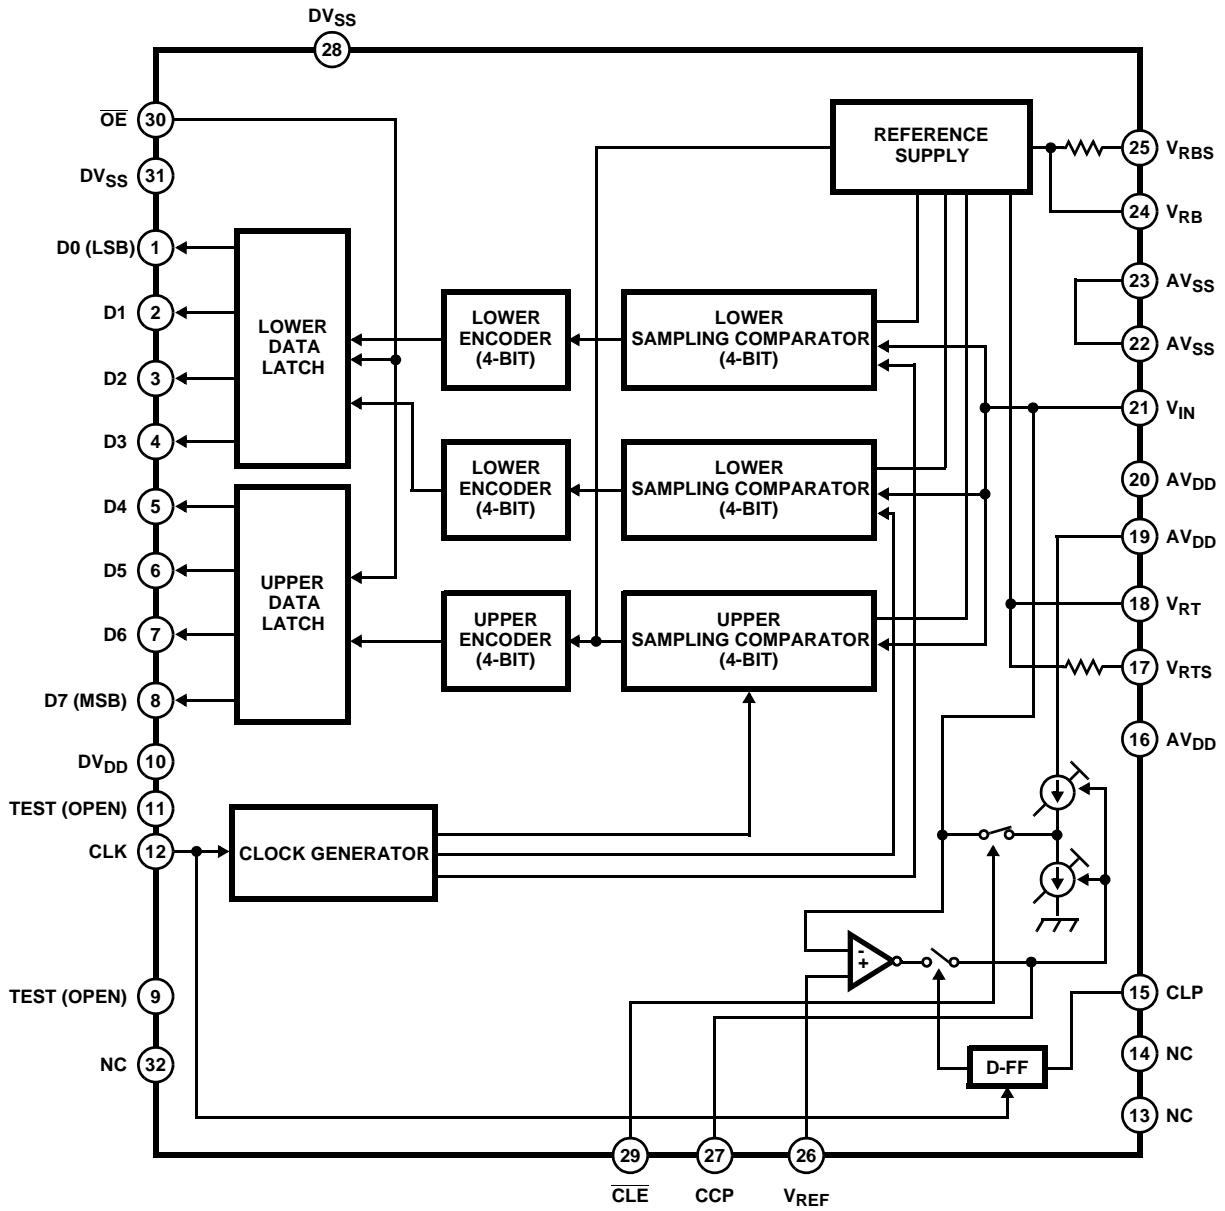 DVSS
28
OE
30
DVSS
31
D0 (LSB)
1
D1
2
D2
3
D3
4
D4
5
D5
6
D6
7
D7 (MSB)
8
DVDD
10
TEST (OPEN)
11
CLK
12
TEST (OPEN)
9
NC
32
LOWER
DATA
LATCH
UPPER
DATA
LATCH
CLOCK GENERATOR
LOWER
ENCODER
(4-BIT)
LOWER
ENCODER
(4-BIT)
UPPER
ENCODER
(4-BIT)
LOWER
SAMPLING COMPARATOR
(4-BIT)
LOWER
SAMPLING COMPARATOR
(4-BIT)
UPPER
SAMPLING COMPARATOR
(4-BIT)
REFERENCE
SUPPLY
-
+
D-FF
25
VRBS
24
VRB
23
AVSS
22
AVSS
21
VIN
20
AVDD
19
AVDD
18
VRT
17
VRTS
16
AVDD
15
CLP
14
NC
13
NC
29
CLE
27
CCP
26
VREF